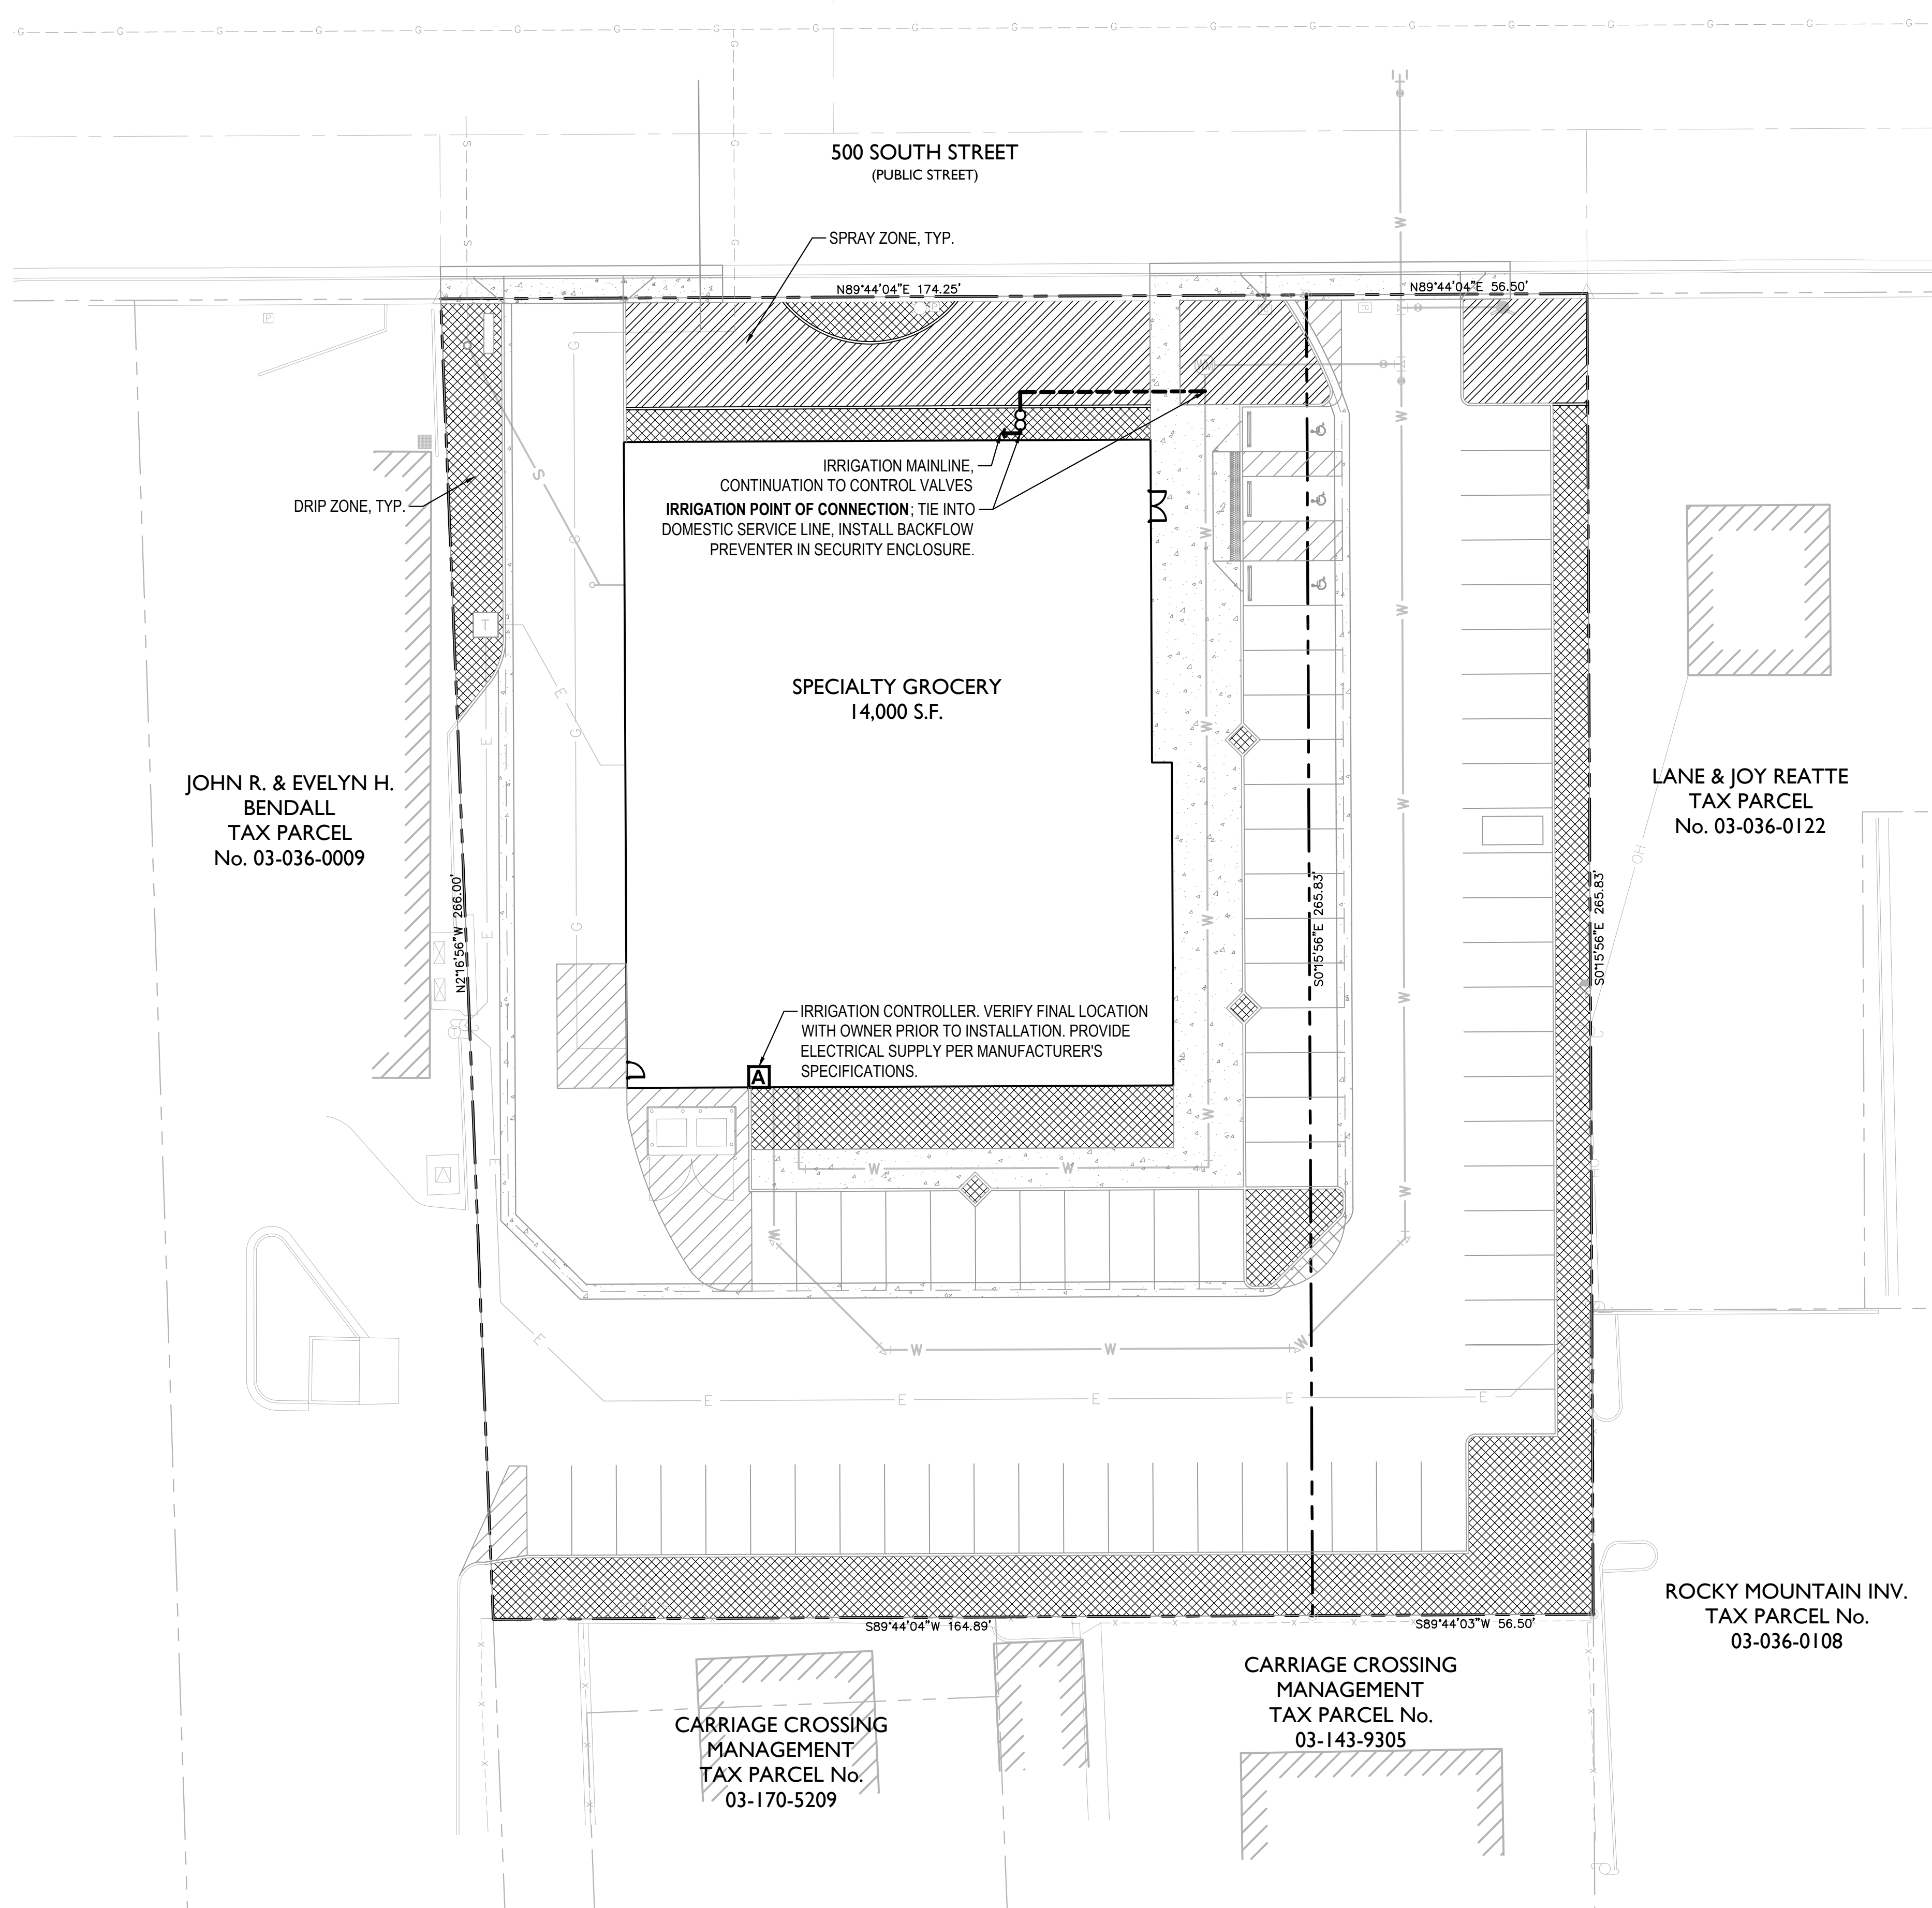 500 SOUTH STREET
(PUBLIC STREET)
SPRAY ZONE, TYP.
N89°44'04"E 174.25'
N89°44'04"E 56.50'
IRRIGATION MAINLINE,
CONTINUATION TO CONTROL VALVES
IRRIGATION POINT OF CONNECTION; TIE INTO
DOMESTIC SERVICE LINE, INSTALL BACKFLOW
PREVENTER IN SECURITY ENCLOSURE.
DRIP ZONE, TYP.
T
SPECIALTY GROCERY
14,000 S.F.
JOHN R. & EVELYN H.
BENDALL
TAX PARCEL
No. 03-036-0009
LANE & JOY REATTE
TAX PARCEL
No. 03-036-0122
OH
N2°16'56"W 266.00'
S0°15'56"E 265.83'
S0°15'56"E 265.83'
IRRIGATION CONTROLLER. VERIFY FINAL LOCATION
WITH OWNER PRIOR TO INSTALLATION. PROVIDE
ELECTRICAL SUPPLY PER MANUFACTURER'S
SPECIFICATIONS.
A
S89°44'04"W 164.89'
S89°44'03"W 56.50'
ROCKY MOUNTAIN INV.
TAX PARCEL No.
03-036-0108
CARRIAGE CROSSING
MANAGEMENT
TAX PARCEL No.
03-143-9305
CARRIAGE CROSSING
MANAGEMENT
TAX PARCEL No.
03-170-5209